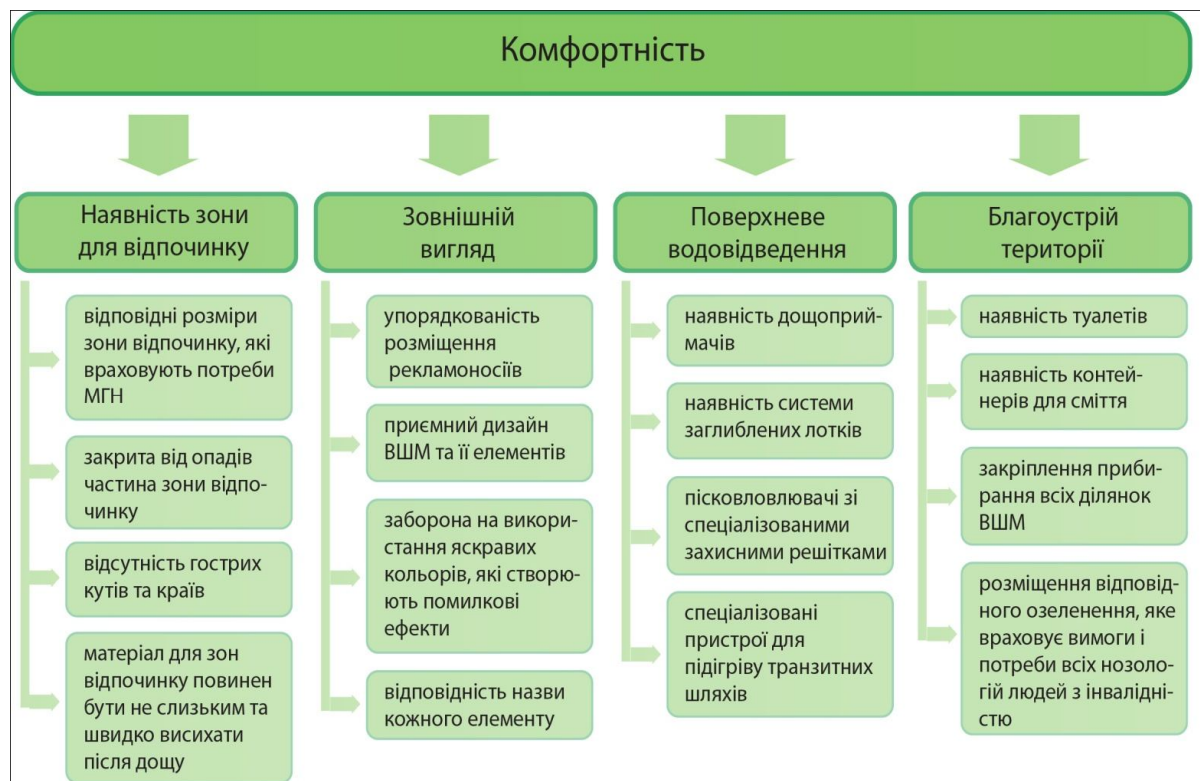 Комфортність
Наявність зони
для відпочинку
відповідні розміри
зони відпочинку, які
враховують потреби
МГН
закрита від опадів
частина зони відпо-
чинку
відсутність гострих
кутів та країв
матеріал для зон
відпочинку повинен
бути не слизьким та
швидко висихати
після дощу
Зовнішній
вигляд
упорядкованість
розміщення
рекламоносіїв
приємний дизайн
ВШМ та її елементів
заборона на викори-
стання яскравих
кольорів, які створю-
ють помилкові
ефекти
відповідність назви
кожного елементу
Поверхневе
водовідведення
наявність дощоприй-
мачів
наявність системи
заглиблених лотків
пісковловлювачі зі
спеціалізованими
захисними решітками
спеціалізовані
пристрої для
підігріву транзитних
шляхів
Благоустрій
території
наявність туалетів
наявність контей-
нерів для сміття
закріплення приби-
рання всіх ділянок
ВШМ
розміщення відповід-
ного озеленення, яке
враховує вимоги і
потреби всіх нозоло-
гій людей з інвалідні-
стю